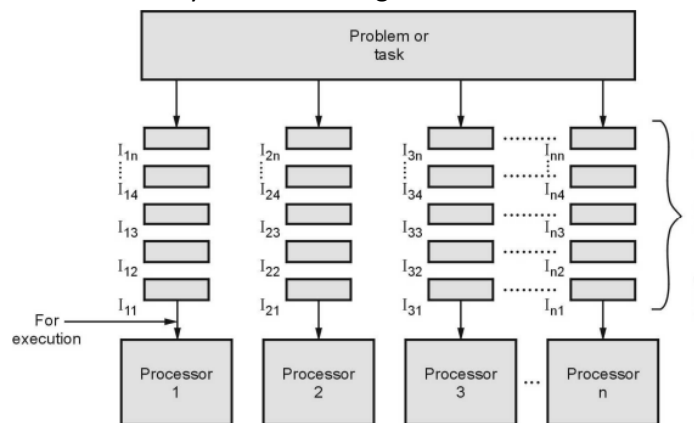 Problem or
task
I1n I2n I3n ......... Inn
I14 I24 I34 ......... In4
I13 I23 I33 ......... In3
I12 I22 I32 ......... In2
I11 I21 I31 ......... In1
For
execution
Processor
1
Processor
2
Processor
3
...
Processor
n